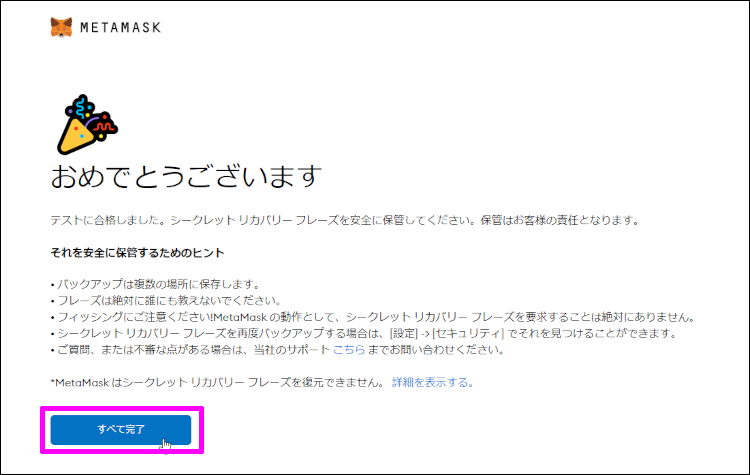 METAMASK
おめでとうございます
テストに合格しました。シークレット リカバリー フレーズを安全に保管してください。保管はお客様の責任となります。
それを安全に保管するためのヒント
• バックアップは複数の場所に保存します。
• フレーズは絶対に誰にも教えないでください。
• フィッシングにご注意ください!MetaMask の動作として、シークレット リカバリー フレーズを要求することは絶対にありません。
• シークレット リカバリー フレーズを再度バックアップする場合は、[設定] -> [セキュリティ] でそれを見つけることができます。
• ご質問、または不審な点がある場合は、当社のサポート こちら までお問い合わせください。
*MetaMask はシークレット リカバリー フレーズを復元できません。 詳細を表示する。
すべて完了